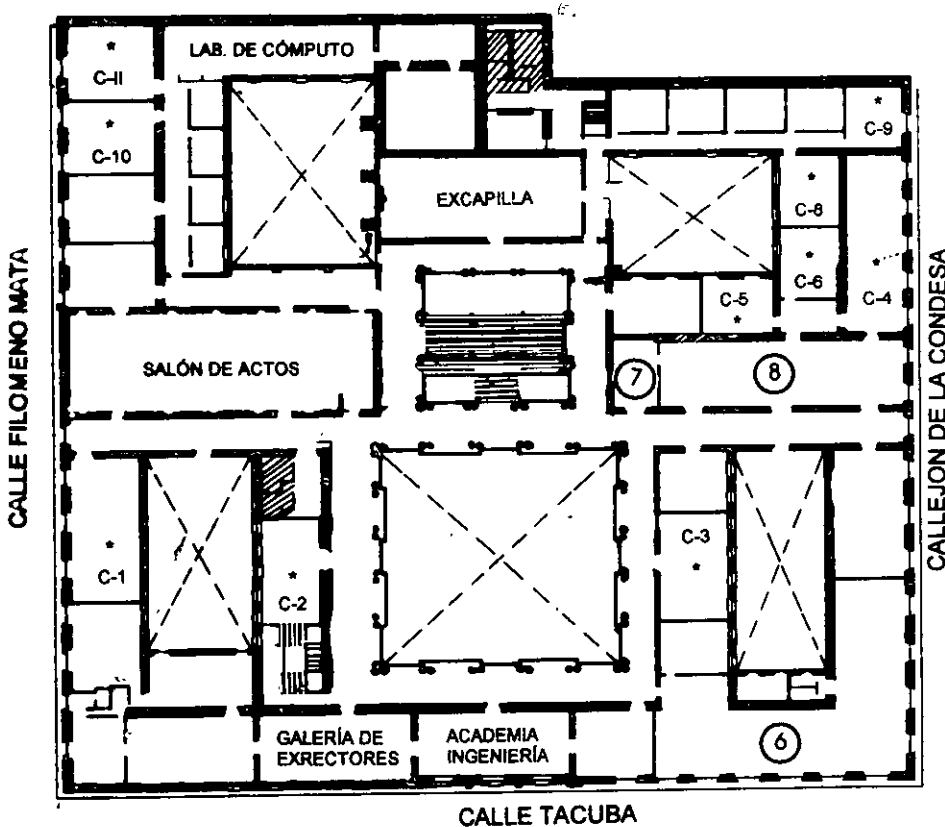 LAB. DE CÓMPUTO
*
C-II
*
C-10
*
C-9
EXCAPILLA
*
C-8
*
C-6
*
C-4
C-5
*
CALLE FILOMENO MATA
SALÓN DE ACTOS
7
8
CALLEJON DE LA CONDESA
*
C-1
*
C-2
C-3
*
GALERÍA DE
EXRECTORES
ACADEMIA
INGENIERÍA
6
CALLE TACUBA